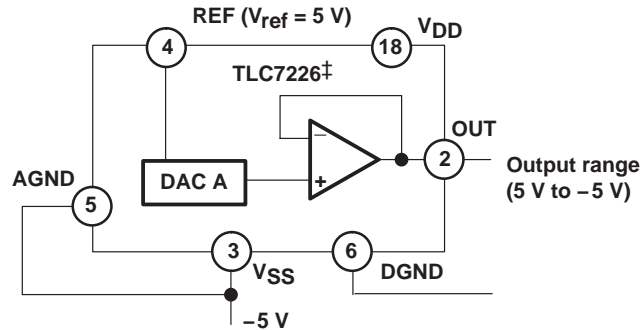 REF (Vref = 5 V)
4
18
VDD
TLC7226‡
−
OUT
2
AGND
5
DAC A
+
Output range
(5 V to −5 V)
3
VSS
6
DGND
−5 V